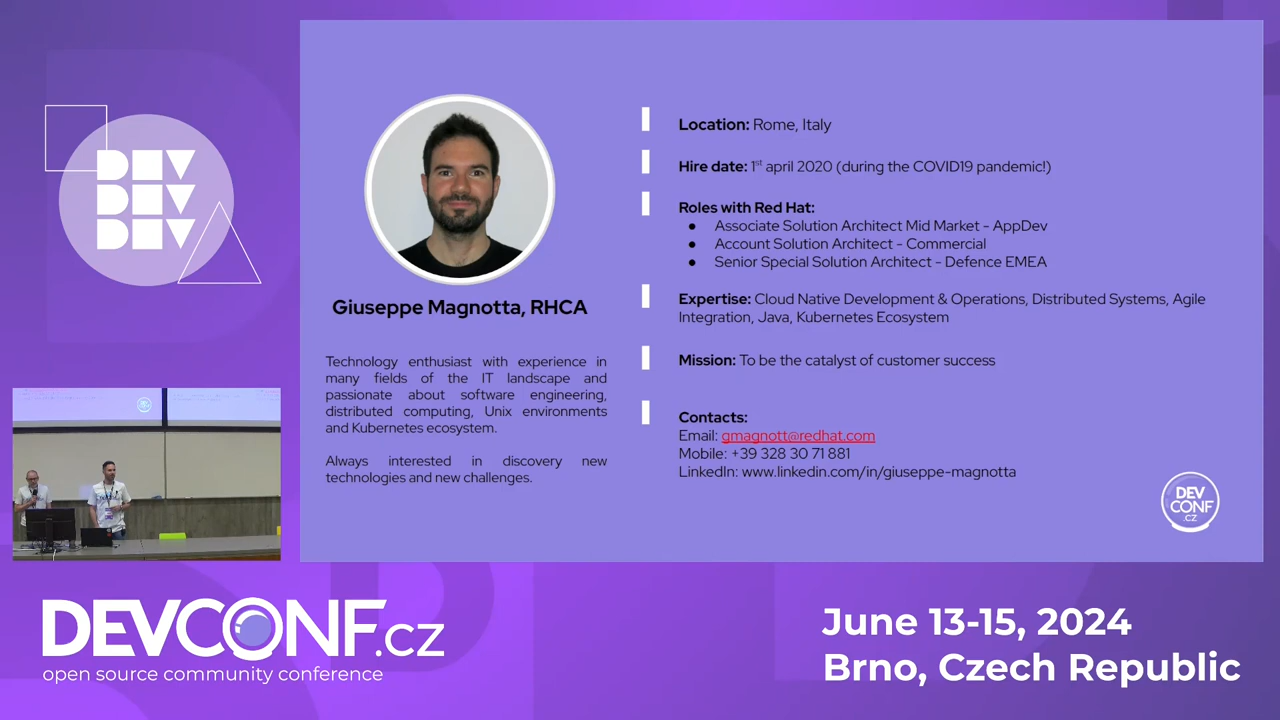 DEV
DEV
DEV
Giuseppe Magnotta, RHCA
Technology enthusiast with experience in
many fields of the IT landscape and
passionate about software engineering,
distributed computing, Unix environments
and Kubernetes ecosystem.
Always interested in discovery new
technologies and new challenges.
Location: Rome, Italy
Hire date: 1st april 2020 (during the COVID19 pandemic!)
Roles with Red Hat:
● Associate Solution Architect Mid Market - AppDev
● Account Solution Architect - Commercial
● Senior Special Solution Architect - Defence EMEA
Expertise: Cloud Native Development & Operations, Distributed Systems, Agile
Integration, Java, Kubernetes Ecosystem
Mission: To be the catalyst of customer success
Contacts:
Email: gmagnott@redhat.com
Mobile: +39 328 30 71 881
LinkedIn: www.linkedin.com/in/giuseppe-magnotta
DEV
CONF
.CZ
DEVCONF.cz
open source community conference
June 13-15, 2024
Brno, Czech Republic